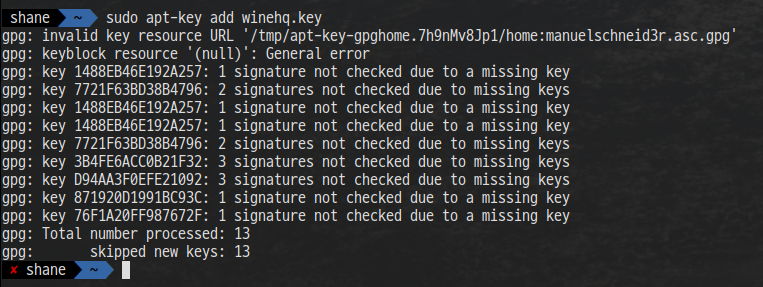 shane ~ sudo apt-key add winehq.key
gpg: invalid key resource URL '/tmp/apt-key-gpghome.7h9nMv8Jp1/home:manuelschneid3r.asc.gpg'
gpg: keyblock resource '(null)': General error
gpg: key 1488EB46E192A257: 1 signature not checked due to a missing key
gpg: key 7721F63BD38B4796: 2 signatures not checked due to missing keys
gpg: key 1488EB46E192A257: 1 signature not checked due to a missing key
gpg: key 1488EB46E192A257: 1 signature not checked due to a missing key
gpg: key 7721F63BD38B4796: 2 signatures not checked due to missing keys
gpg: key 3B4FE6ACC0B21F32: 3 signatures not checked due to missing keys
gpg: key D94AA3F0EFE21092: 3 signatures not checked due to missing keys
gpg: key 871920D1991BC93C: 1 signature not checked due to a missing key
gpg: key 76F1A20FF987672F: 1 signature not checked due to a missing key
gpg: Total number processed: 13
gpg:       skipped new keys: 13
✘ shane ~